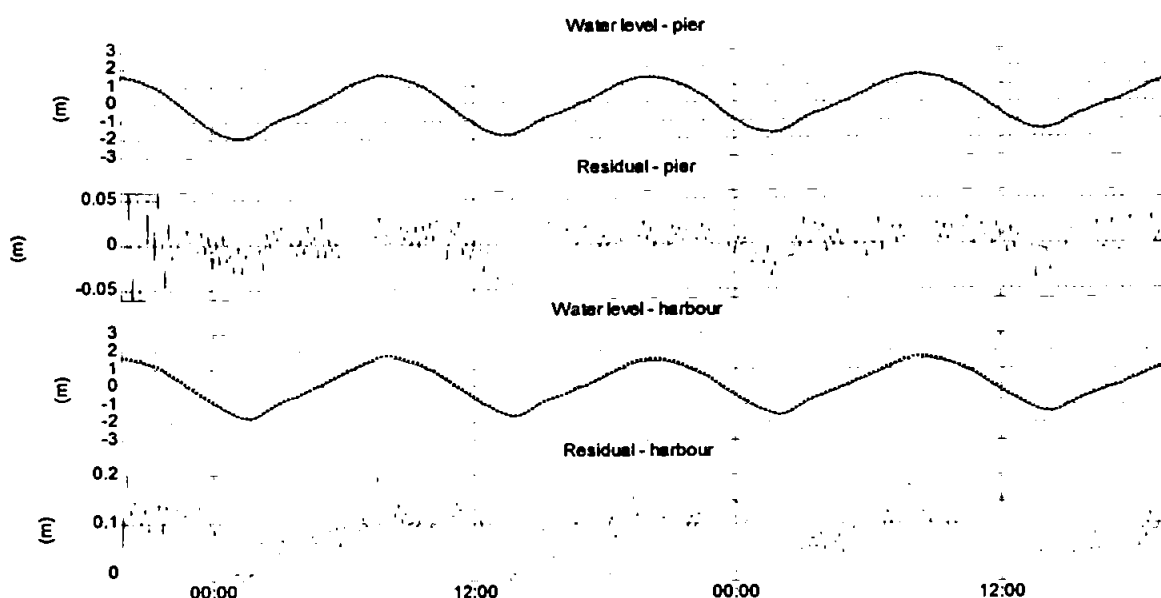 Water level - pier
3
2
1
0
-1
-2
-3
(m)
Residual - pier
0.05
0
-0.05
(m)
Water level - harbour
3
2
1
0
-1
-2
-3
(m)
Residual - harbour
0.2
0.1
0
(m)
00:00 12:00 00:00 12:00